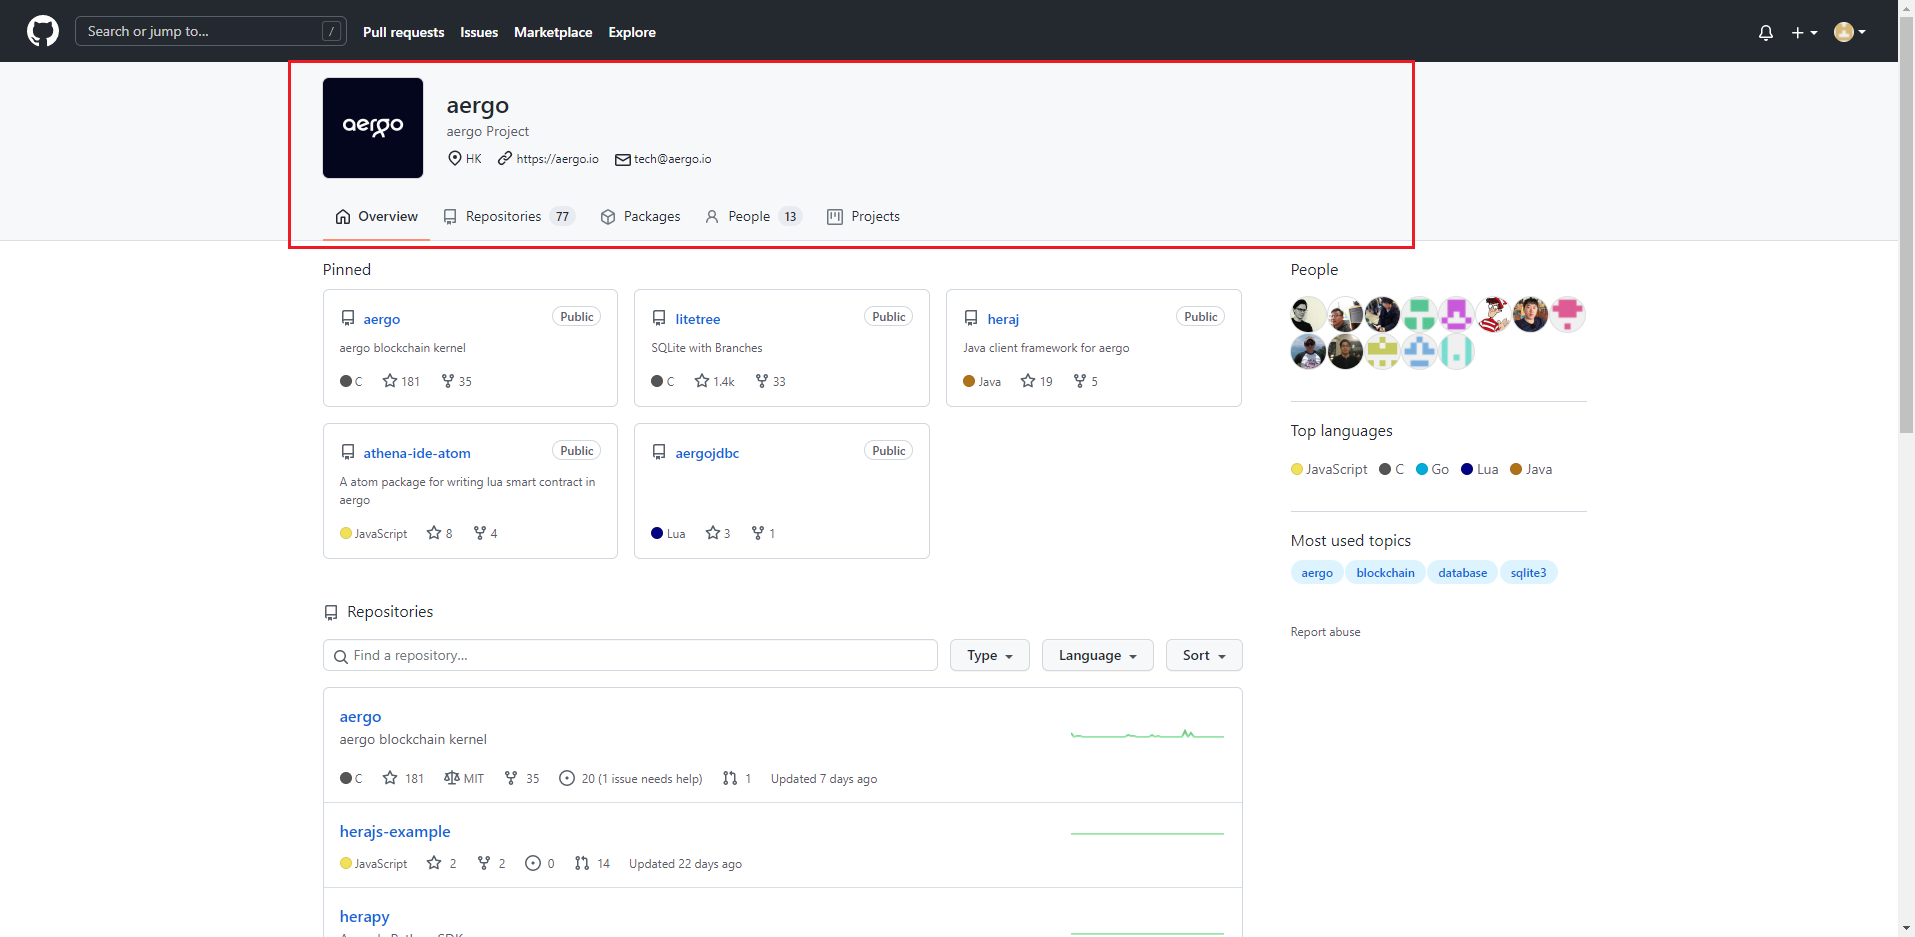 Search or jump to... /
Pull requests Issues Marketplace Explore
aergo
aergo
aergo Project
HK https://aergo.io tech@aergo.io
Overview Repositories 77 Packages People 13 Projects
Pinned
aergo Public
aergo blockchain kernel
C 181 35
litetree Public
SQLite with Branches
C 1.4k 33
heraj Public
Java client framework for aergo
Java 19 5
athena-ide-atom Public
A atom package for writing lua smart contract in
aergo
JavaScript 8 4
aergojdbc Public
Lua 3 1
People
Top languages
JavaScript C Go Lua Java
Most used topics
aergo blockchain database sqlite3
Report abuse
Repositories
Find a repository... Type Language Sort
aergo
aergo blockchain kernel
C 181 MIT 35 20 (1 issue needs help) 1 Updated 7 days ago
herajs-example
JavaScript 2 2 0 14 Updated 22 days ago
herapy